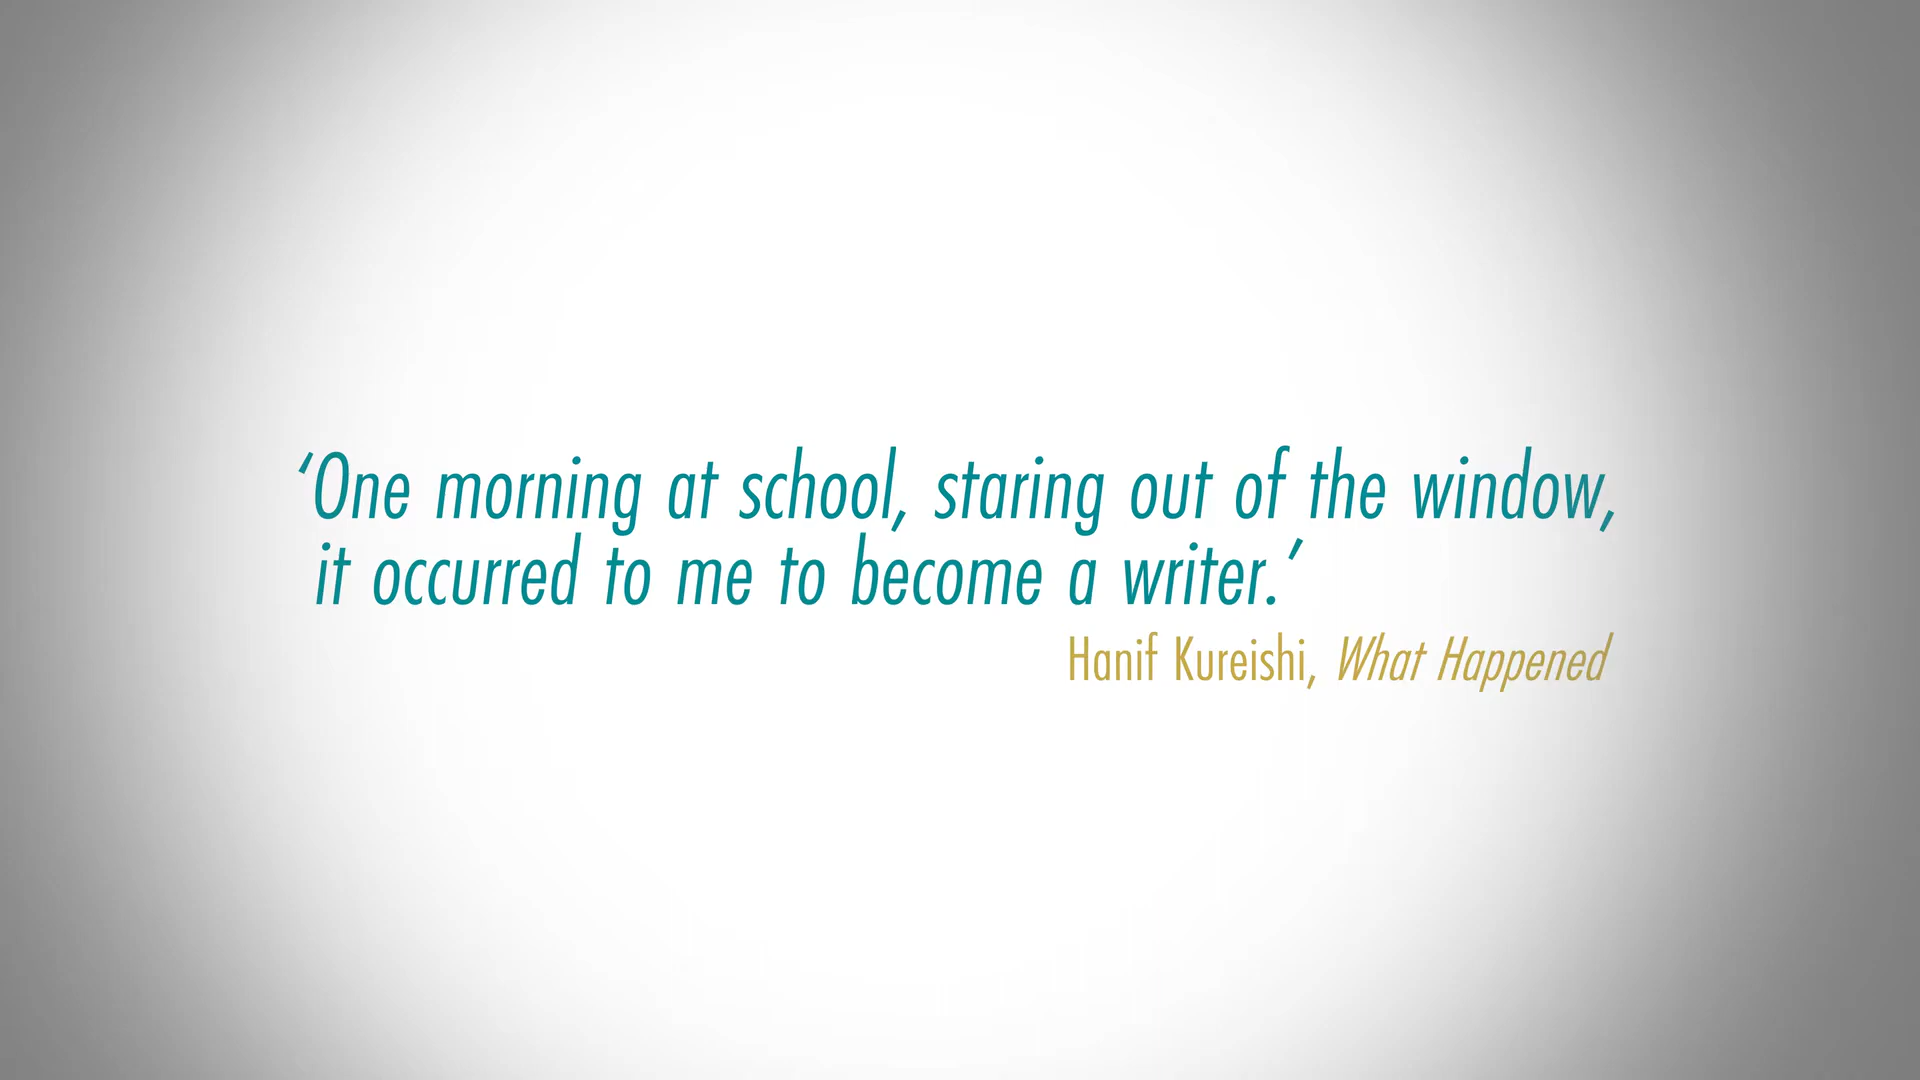 ‘One morning at school, staring out of the window,
it occurred to me to become a writer.’
Hanif Kureishi, What Happened